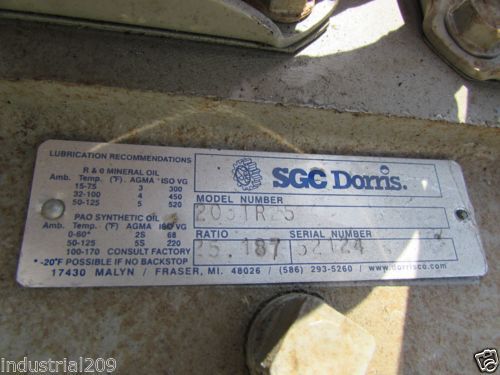 LUBRICATION RECOMMENDATIONS
R & O MINERAL OIL
Amb. Temp. (°F) AGMA ISO VG
15-75 3 300
32-100 4 450
50-125 5 520
PAO SYNTHETIC OIL
Amb. Temp. (°F) AGMA ISO VG
0-60° 2S 68
50-125 5S 220
100-170 CONSULT FACTORY
-20°F POSSIBLE IF NO BACKSTOP
SGC Dorris.
MODEL NUMBER
RATIO SERIAL NUMBER
.187
17430 MALYN / FRASER, MI. 48026 / (586) 293-5260 / www.dorrisco.com
industrial209